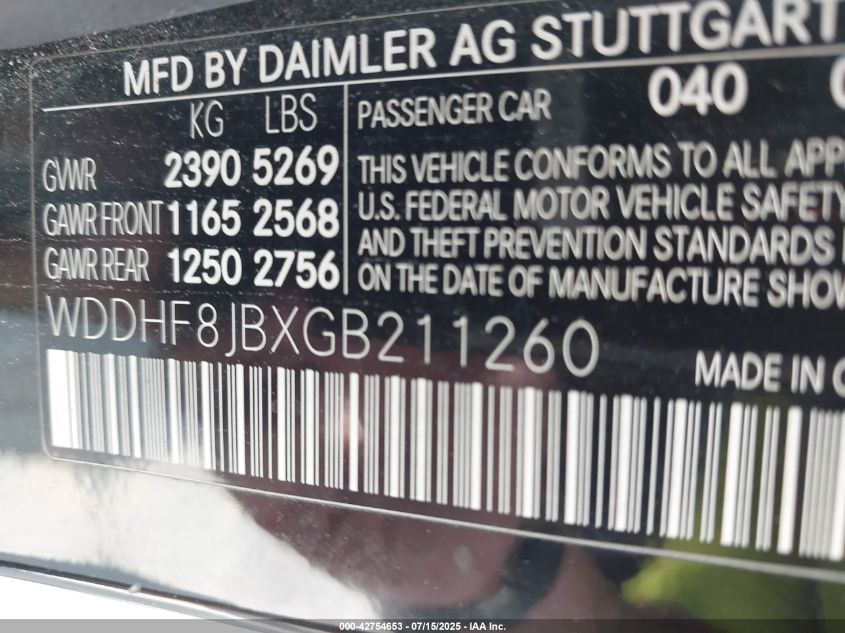 MFD BY DAIMLER AG STUTTGART
KG LBS
GVWR 2390 5269
GAWR FRONT 1165 2568
GAWR REAR 1250 2756
PASSENGER CAR 040
THIS VEHICLE CONFORMS TO ALL APP
U.S. FEDERAL MOTOR VEHICLE SAFETY
AND THEFT PREVENTION STANDARDS
ON THE DATE OF MANUFACTURE SHOW
WDDHF8JBXGB211260
MADE IN
000-42754653 - 07/15/2025 - IAA Inc.